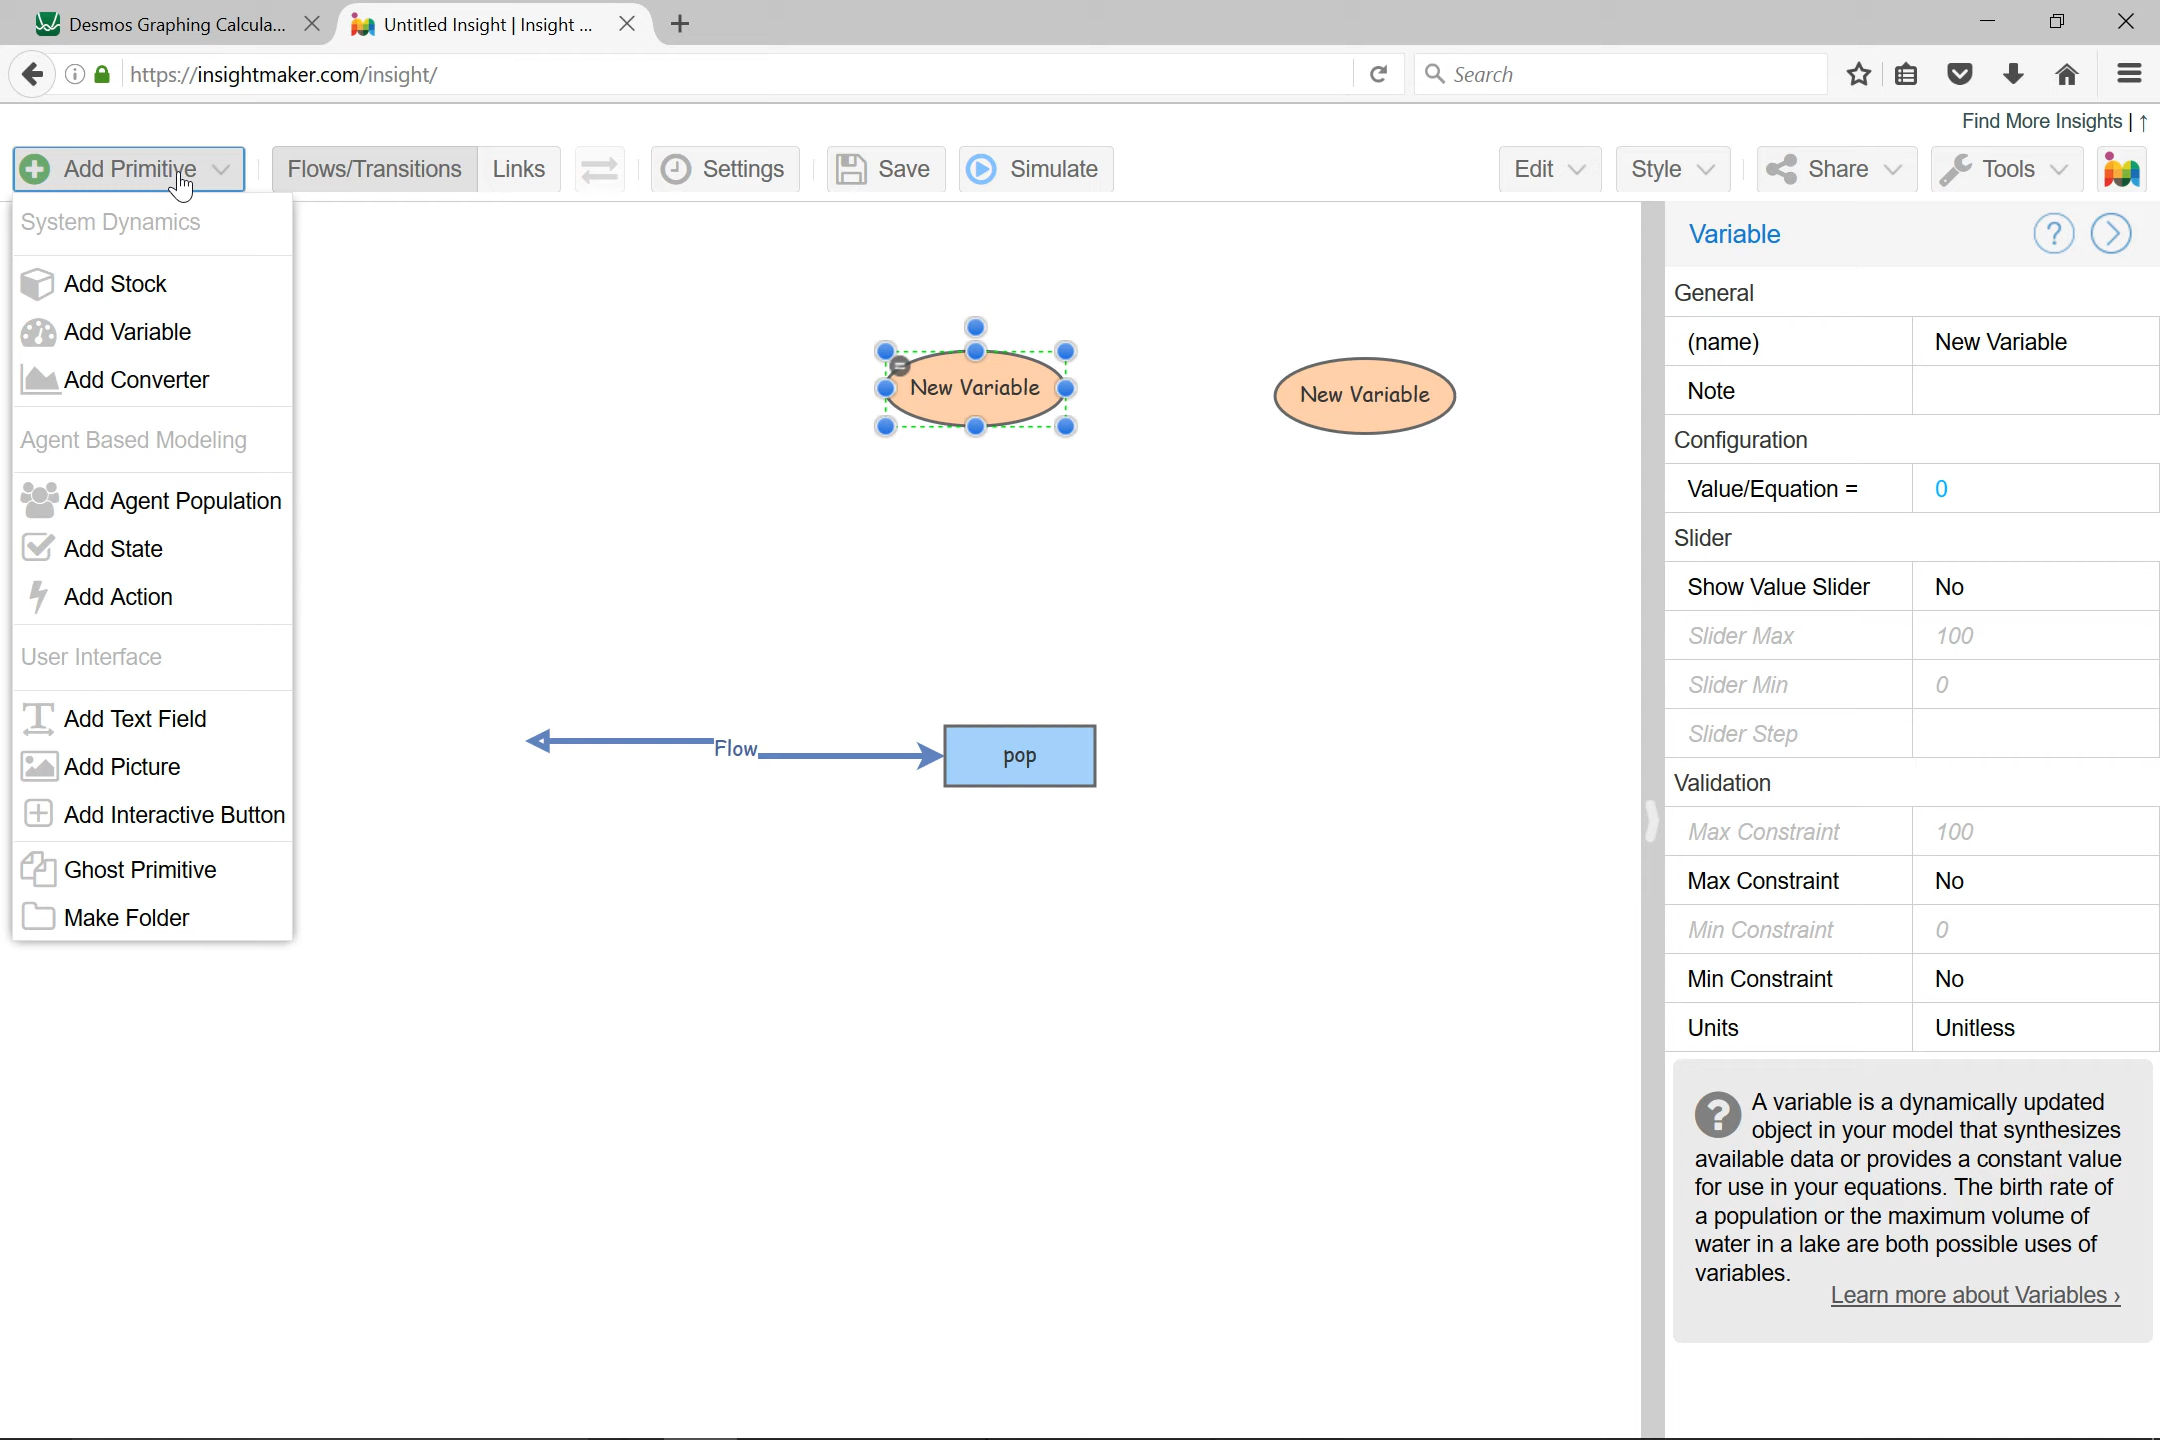 Desmos Graphing Calcula...
Untitled Insight | Insight ...
https://insightmaker.com/insight/
Search
Find More Insights | ↑
Add Primitive
Flows/Transitions
Links
Settings
Save
Simulate
Edit
Style
Share
Tools
System Dynamics
Add Stock
Add Variable
Add Converter
Agent Based Modeling
Add Agent Population
Add State
Add Action
User Interface
Add Text Field
Add Picture
Add Interactive Button
Ghost Primitive
Make Folder
New Variable
New Variable
Flow
pop
Variable
General
(name) New Variable
Note
Configuration
Value/Equation = 0
Slider
Show Value Slider No
Slider Max 100
Slider Min 0
Slider Step
Validation
Max Constraint 100
Max Constraint No
Min Constraint 0
Min Constraint No
Units Unitless
A variable is a dynamically updated
object in your model that synthesizes
available data or provides a constant value
for use in your equations. The birth rate of
a population or the maximum volume of
water in a lake are both possible uses of
variables.
Learn more about Variables ›